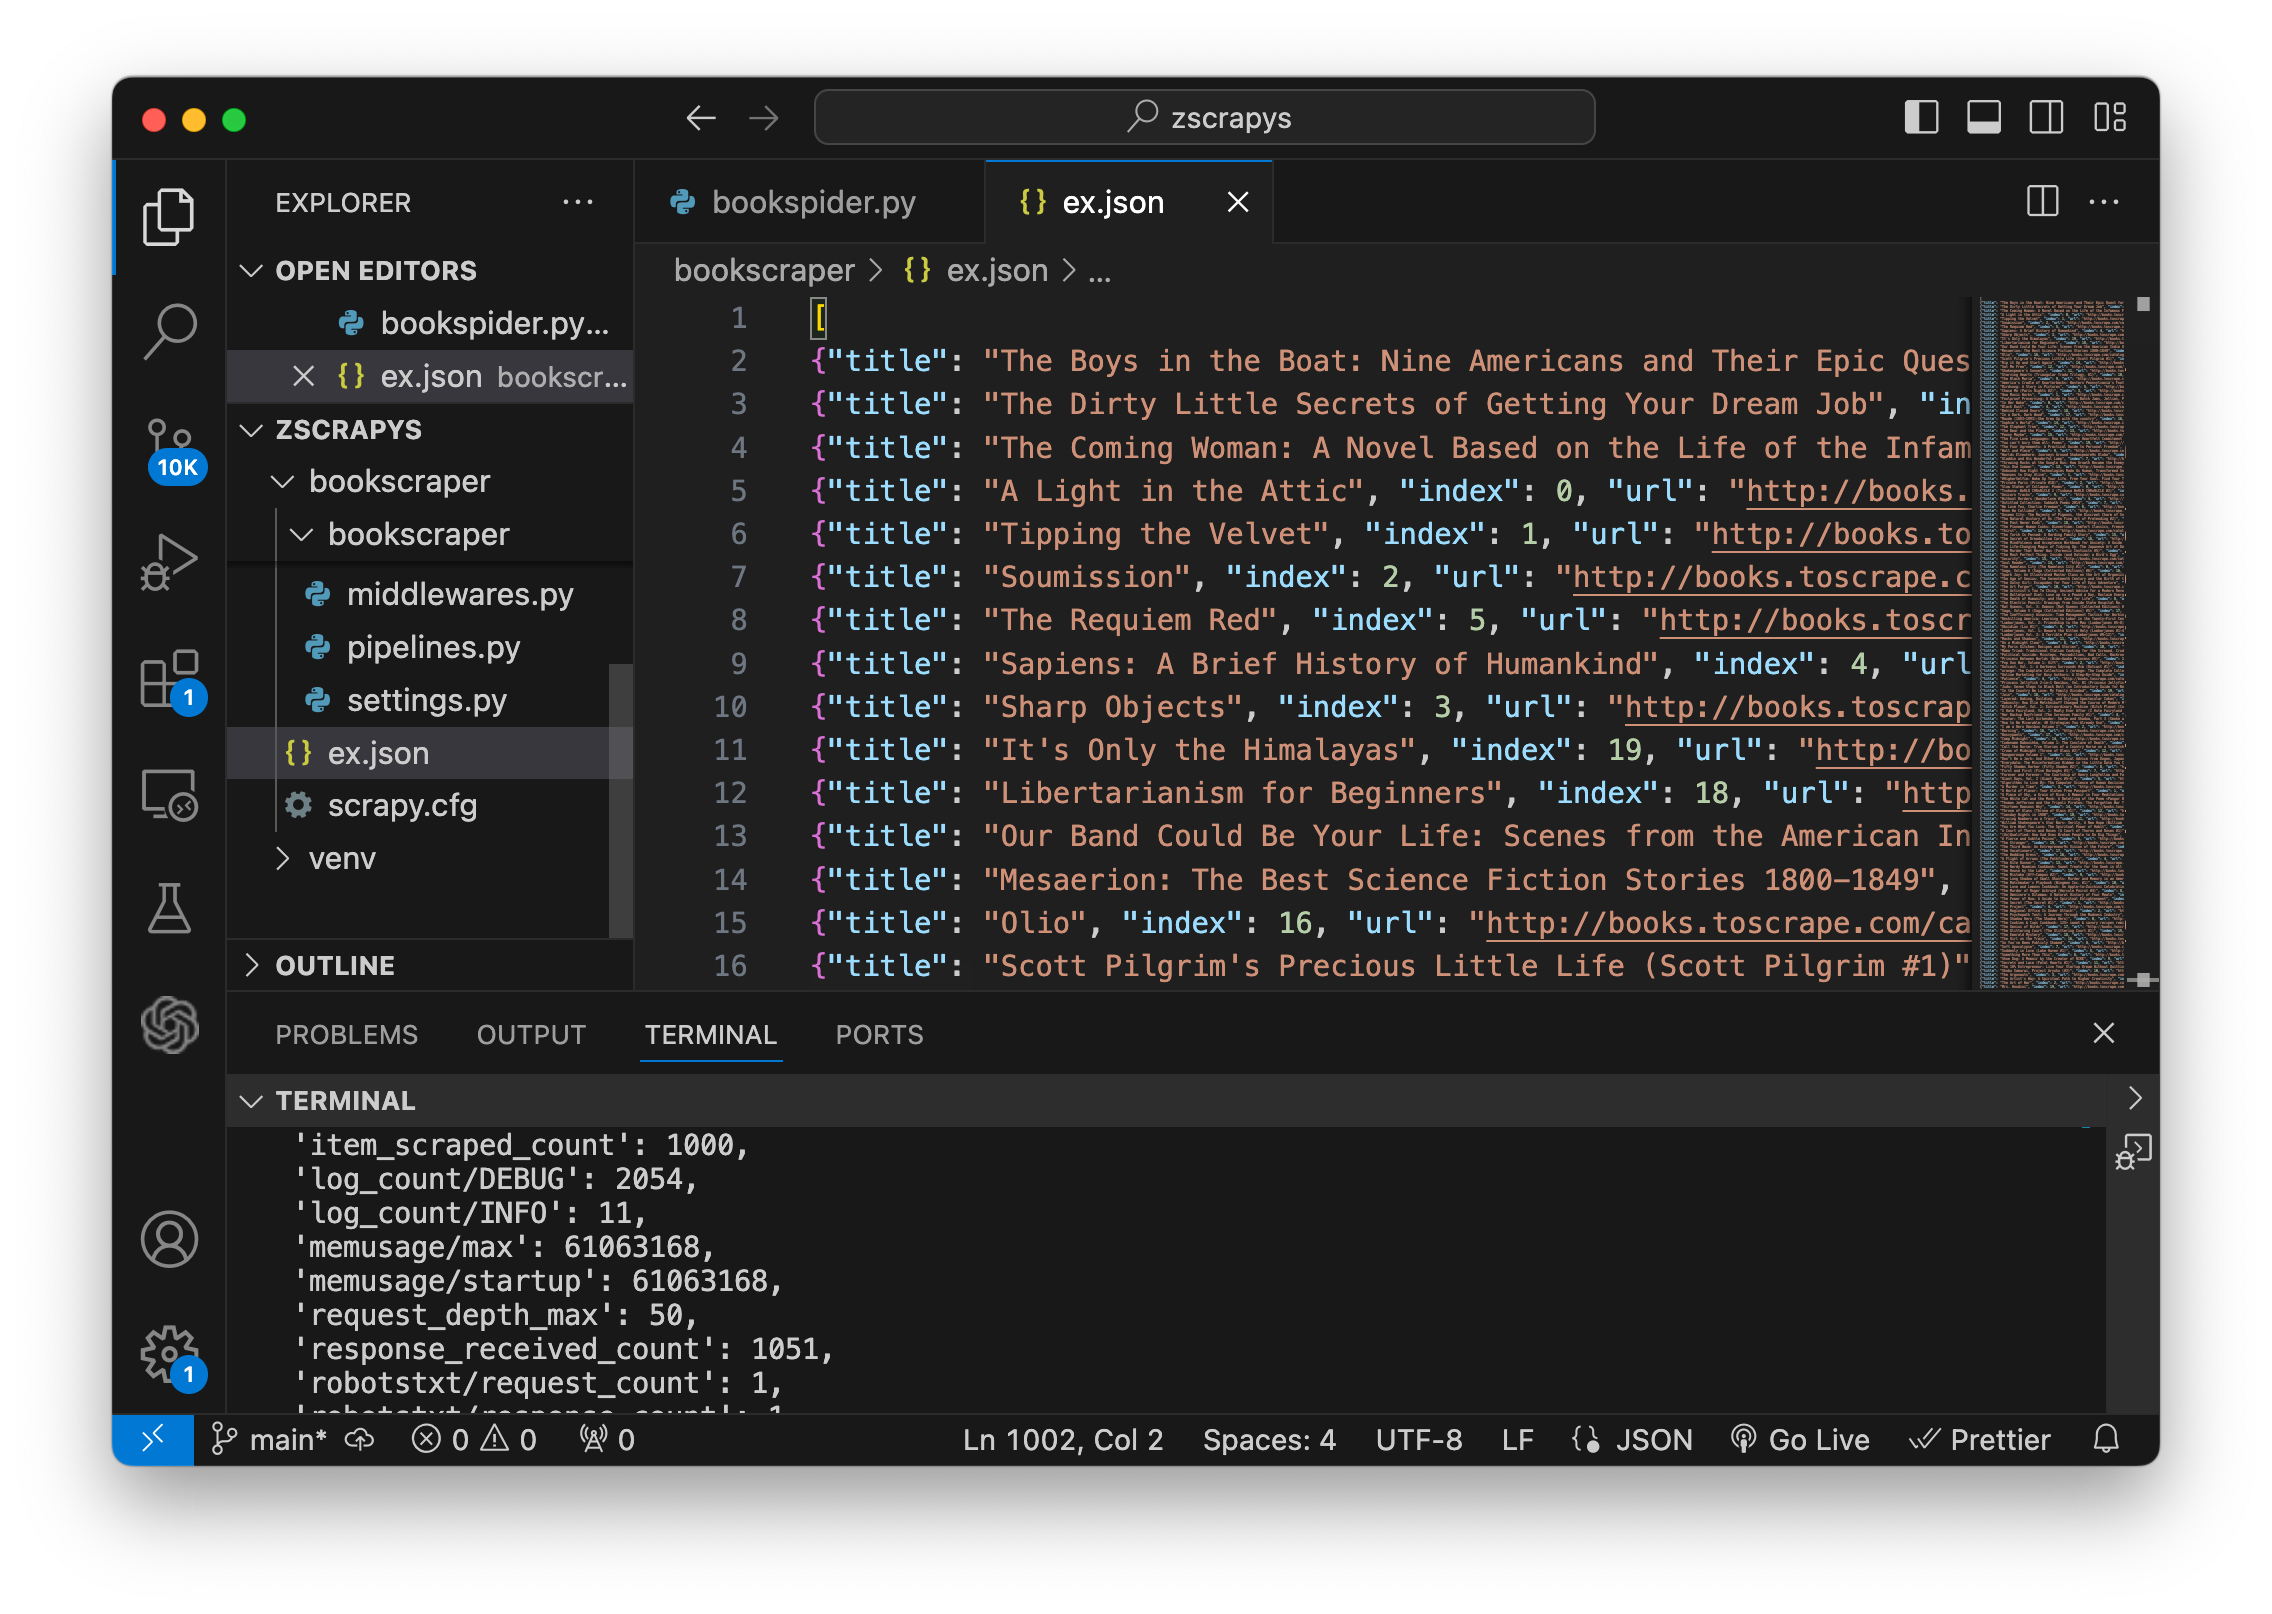 zscrapys
EXPLORER
OPEN EDITORS
bookspider.py...
ex.json bookscr...
ZSCRAPYS
bookscraper
bookscraper
middlewares.py
pipelines.py
settings.py
ex.json
scrapy.cfg
venv
OUTLINE
10K
1
1
bookspider.py
{} ex.json
bookscraper > {} ex.json > ...
1 [
2 {"title": "The Boys in the Boat: Nine Americans and Their Epic Ques
3 {"title": "The Dirty Little Secrets of Getting Your Dream Job", "in
4 {"title": "The Coming Woman: A Novel Based on the Life of the Infam
5 {"title": "A Light in the Attic", "index": 0, "url": "http://books.
6 {"title": "Tipping the Velvet", "index": 1, "url": "http://books.to
7 {"title": "Soumission", "index": 2, "url": "http://books.toscrape.c
8 {"title": "The Requiem Red", "index": 5, "url": "http://books.toscr
9 {"title": "Sapiens: A Brief History of Humankind", "index": 4, "url
10 {"title": "Sharp Objects", "index": 3, "url": "http://books.toscrap
11 {"title": "It's Only the Himalayas", "index": 19, "url": "http://bo
12 {"title": "Libertarianism for Beginners", "index": 18, "url": "http
13 {"title": "Our Band Could Be Your Life: Scenes from the American In
14 {"title": "Mesaerion: The Best Science Fiction Stories 1800-1849",
15 {"title": "Olio", "index": 16, "url": "http://books.toscrape.com/ca
16 {"title": "Scott Pilgrim's Precious Little Life (Scott Pilgrim #1)"
PROBLEMS OUTPUT TERMINAL PORTS
TERMINAL
'item_scraped_count': 1000,
'log_count/DEBUG': 2054,
'log_count/INFO': 11,
'memusage/max': 61063168,
'memusage/startup': 61063168,
'request_depth_max': 50,
'response_received_count': 1051,
'robotstxt/request_count': 1,
main* 0 0 0 Ln 1002, Col 2 Spaces: 4 UTF-8 LF {} JSON Go Live Prettier